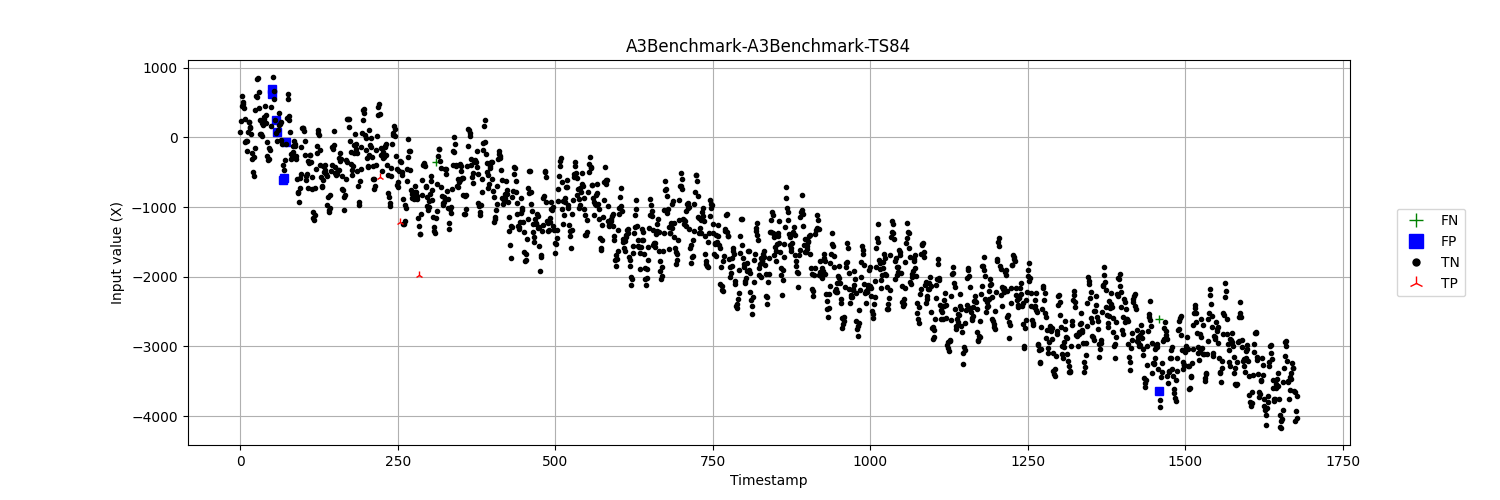 A3Benchmark-A3Benchmark-TS84
1000
0
−1000
−2000
−3000
−4000
Input value (X)
0
250
500
750
1000
1250
1500
1750
Timestamp
FN
FP
TN
TP